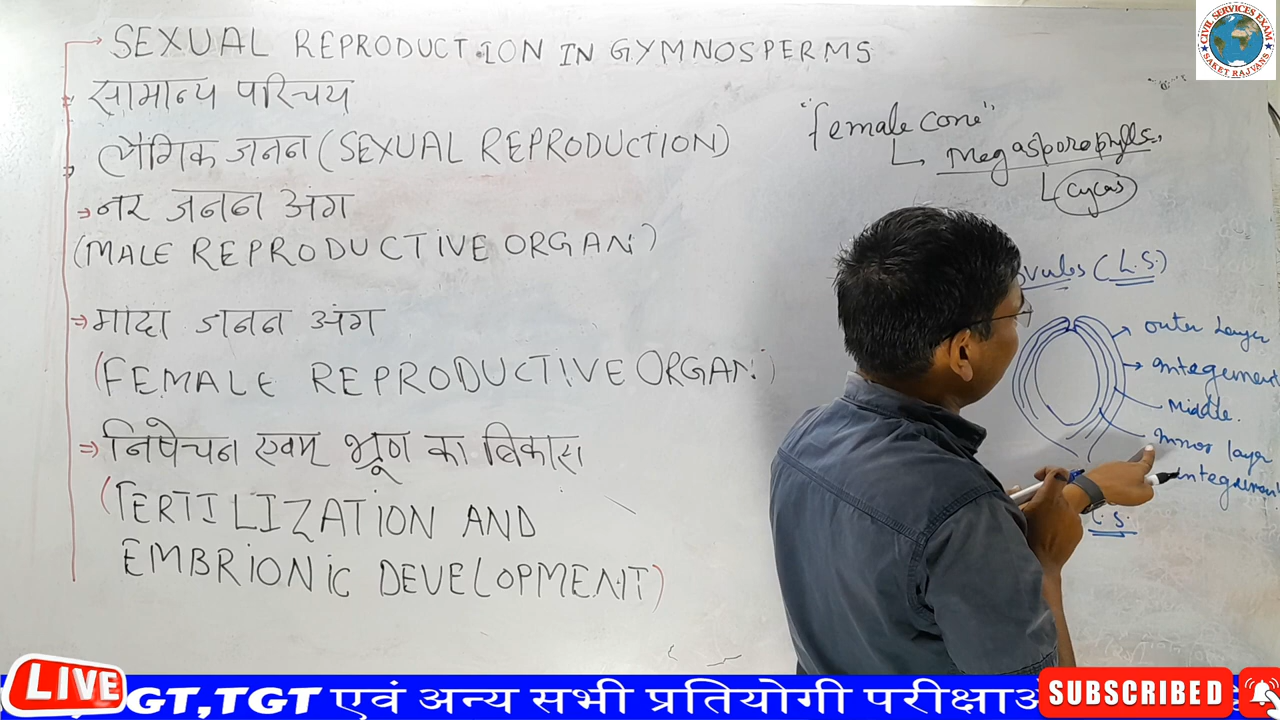 SEXUAL REPRODUCTION IN GYMNOSPERMS
सामान्य परिचय
लैंगिक जनन (SEXUAL REPRODUCTION)
नर जनन अंग
(MALE REPRODUCTIVE ORGAN)
मादा जनन अंग
(FEMALE REPRODUCTIVE ORGAN)
निषेचन एवम् भ्रूण का विकास
(FERTILIZATION AND
EMBRIONIC DEVELOPMENT)
"female cone"
Megasporophylls
Cycas
ovules (L.S.)
outer Layer
integement
Middle.
innos layer
integement
L.S.
CIVIL SERVICES EXAM
SAKET RAJVANS
LIVE
GT,TGT एवं अन्य सभी प्रतियोगी
SUBSCRIBED